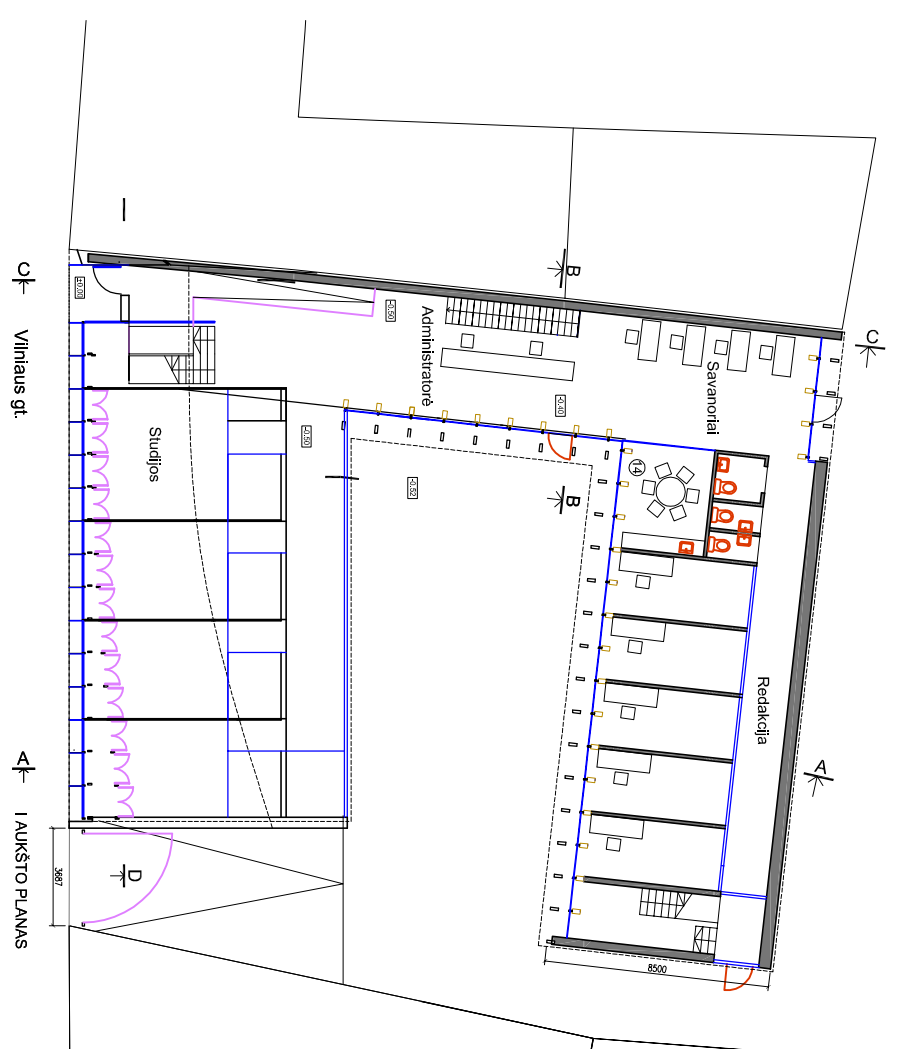 C
Vilniaus gt.
A
I AUKŠTO PLANAS
±0.00
Studijos
3687
D
-0.50
-0.50
Administratorė
-0.52
-0.40
B
B
Savanoriai
14
Redakcija
8500
C
A